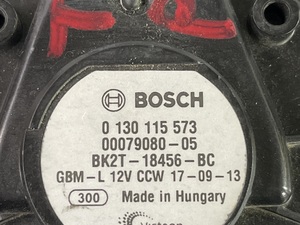 BOSCH
0 130 115 573
00079080-05
BK2T-18456-BC
GBM-L 12V CCW 17-09-13
300 Made in Hungary